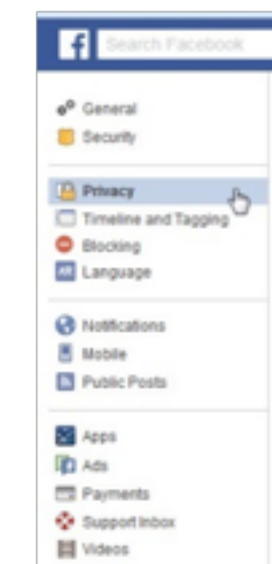 f Search Facebook
General
Security
Privacy
Timeline and Tagging
Blocking
Language
Notifications
Mobile
Public Posts
Apps
Ads
Payments
Support Inbox
Videos